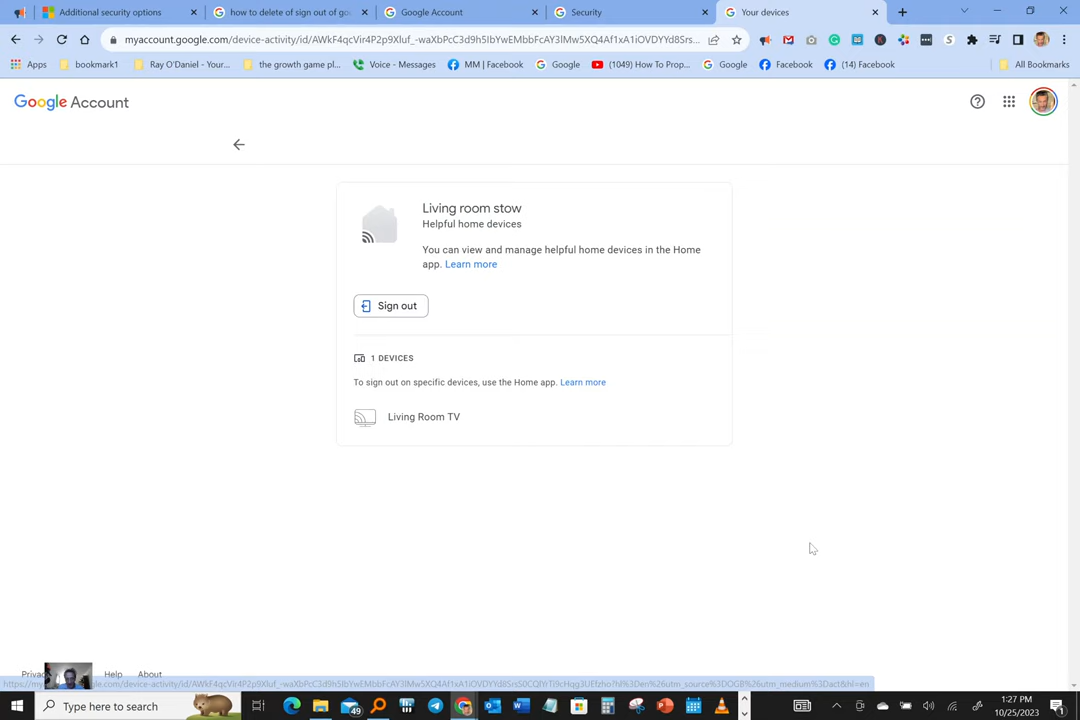 Additional security options
how to delete of sign out of go
Google Account
Security
Your devices
myaccount.google.com/device-activity/id/
Apps
bookmark1
Ray O'Daniel - Your...
the growth game pl...
Voice - Messages
MM | Facebook
Google
(1049) How To Prop...
Google
Facebook
(14) Facebook
All Bookmarks
Google Account
Living room stow
Helpful home devices
You can view and manage helpful home devices in the Home
app. Learn more
Sign out
1 DEVICES
To sign out on specific devices, use the Home app. Learn more
Living Room TV
Help
About
Type here to search
49
1:27 PM
10/25/2023